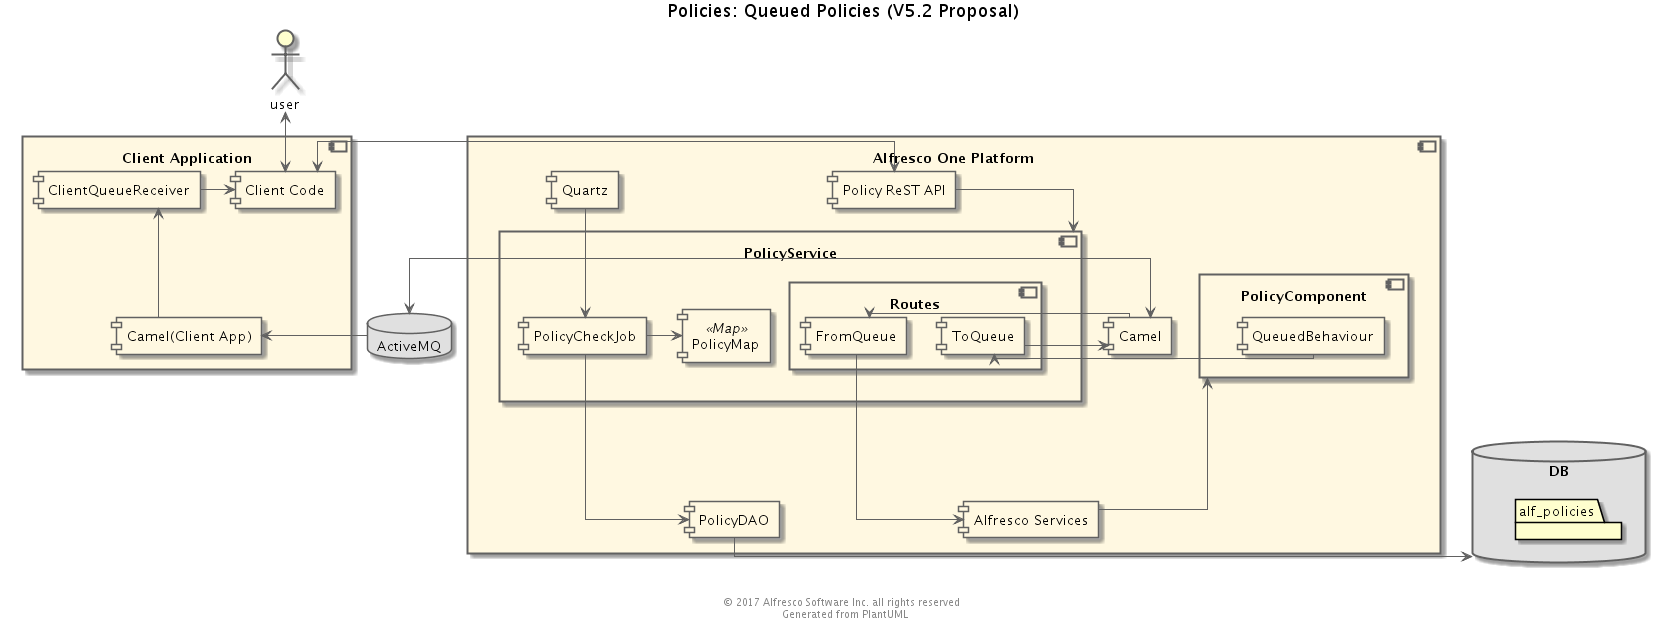 Policies: Queued Policies (V5.2 Proposal)
user
Client Application
Alfresco One Platform
ClientQueueReceiver
Client Code
Quartz
Policy ReST API
PolicyService
Routes
PolicyComponent
Camel(Client App)
ActiveMQ
PolicyCheckJob
«Map»
PolicyMap
FromQueue
ToQueue
Camel
QueuedBehaviour
DB
alf_policies
PolicyDAO
Alfresco Services
© 2017 Alfresco Software Inc. all rights reserved
Generated from PlantUML